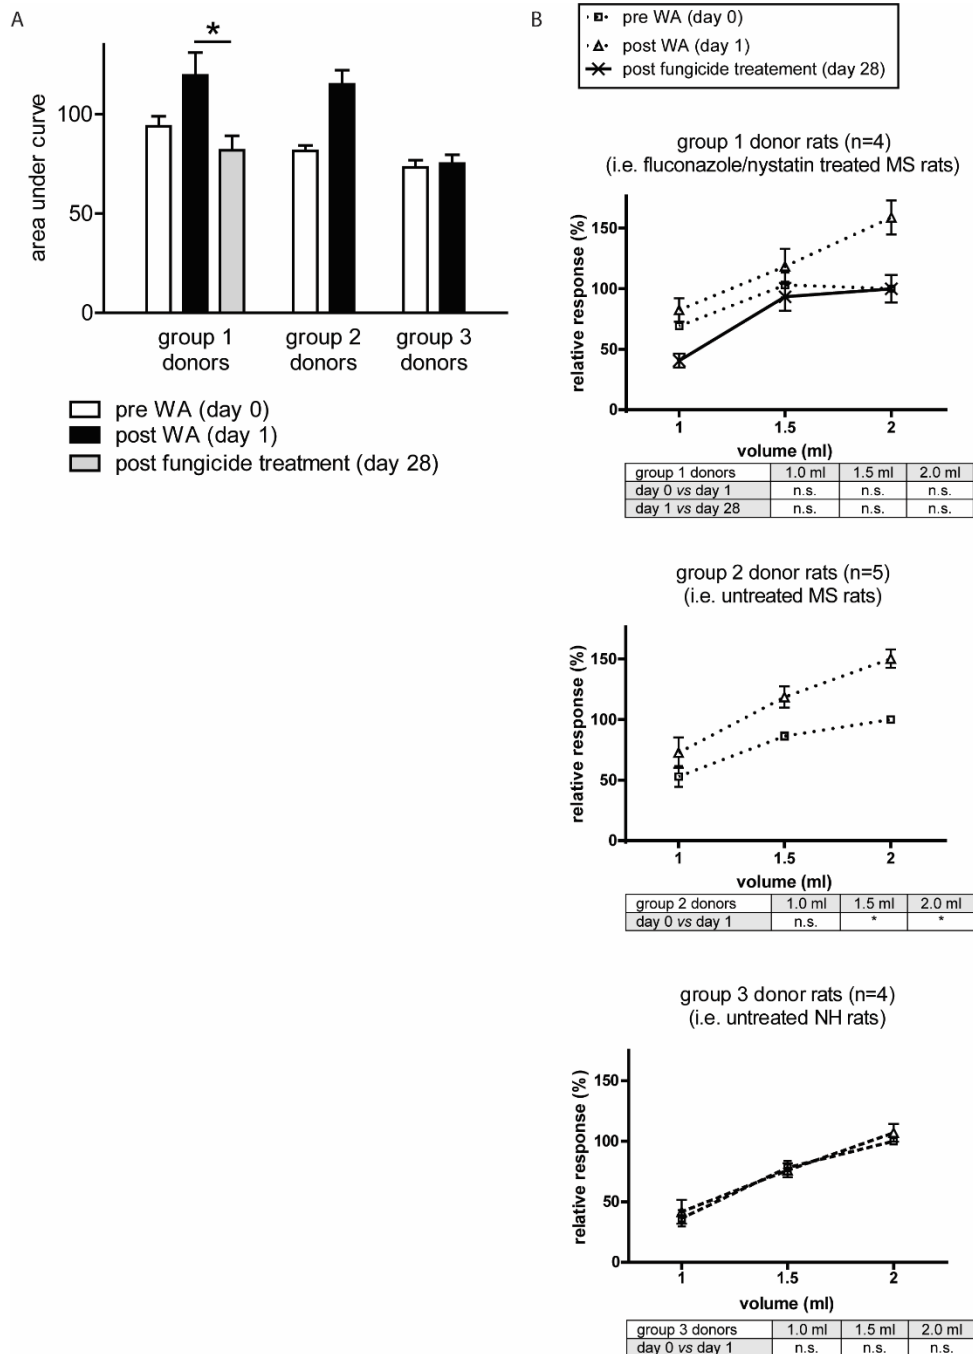 A
*
area under curve
100
50
0
group 1 donors
group 2 donors
group 3 donors
pre WA (day 0)
post WA (day 1)
post fungicide treatment (day 28)
B
pre WA (day 0)
post WA (day 1)
post fungicide treatement (day 28)
group 1 donor rats (n=4)
(i.e. fluconazole/nystatin treated MS rats)
relative response (%)
150
100
50
0
1 1.5 2
volume (ml)
group 1 donors 1.0 ml 1.5 ml 2.0 ml
day 0 vs day 1 n.s. n.s. n.s.
day 1 vs day 28 n.s. n.s. n.s.
group 2 donor rats (n=5)
(i.e. untreated MS rats)
relative response (%)
150
100
50
0
1 1.5 2
volume (ml)
group 2 donors 1.0 ml 1.5 ml 2.0 ml
day 0 vs day 1 n.s. * *
group 3 donor rats (n=4)
(i.e. untreated NH rats)
relative response (%)
150
100
50
0
1 1.5 2
volume (ml)
group 3 donors 1.0 ml 1.5 ml 2.0 ml
day 0 vs day 1 n.s. n.s. n.s.